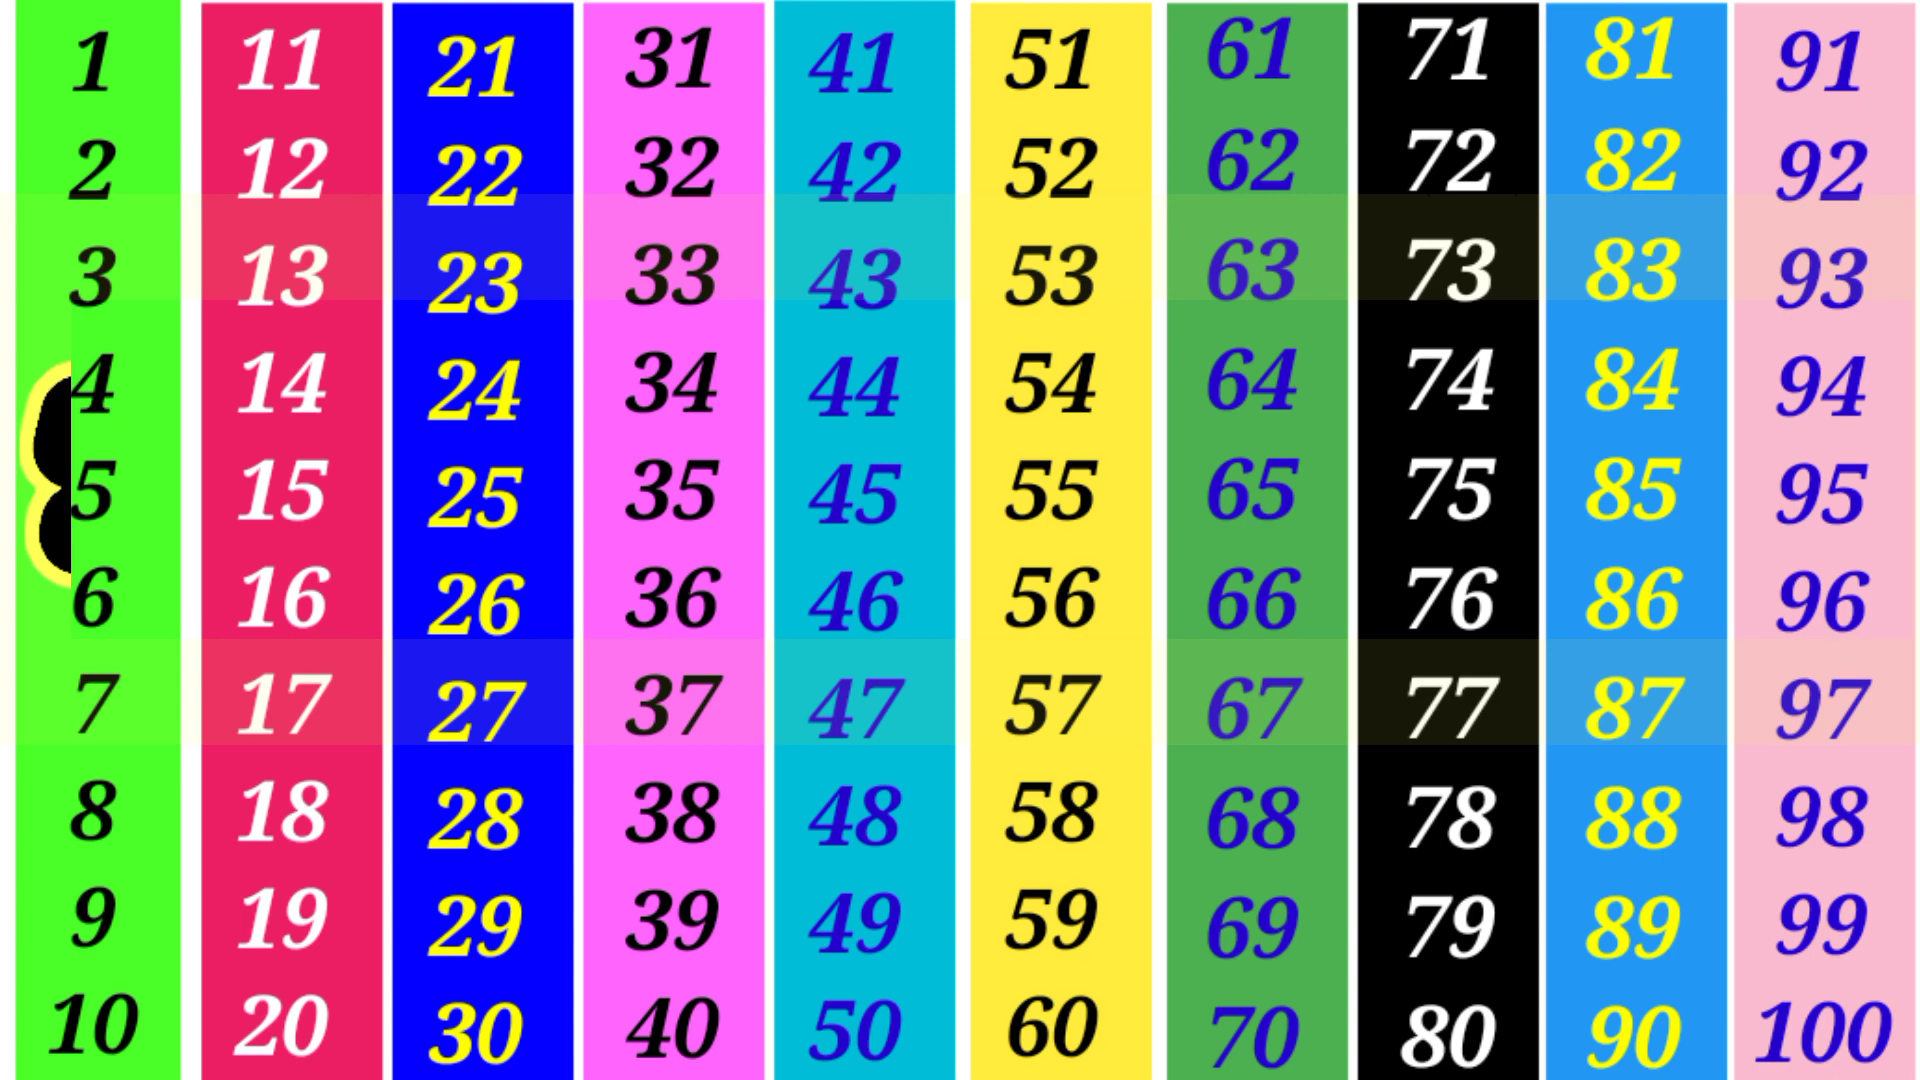 1 11 21 31 41 51 61 71 81 91
2 12 22 32 42 52 62 72 82 92
3 13 23 33 43 53 63 73 83 93
4 14 24 34 44 54 64 74 84 94
5 15 25 35 45 55 65 75 85 95
6 16 26 36 46 56 66 76 86 96
7 17 27 37 47 57 67 77 87 97
8 18 28 38 48 58 68 78 88 98
9 19 29 39 49 59 69 79 89 99
10 20 30 40 50 60 70 80 90 100